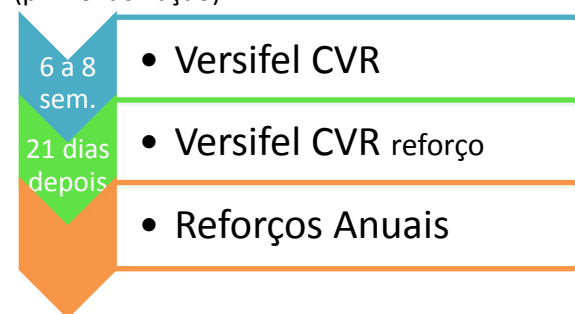 6 a 8
sem.
• Versifel CVR
21 dias
depois
• Versifel CVR reforço
• Reforços Anuais